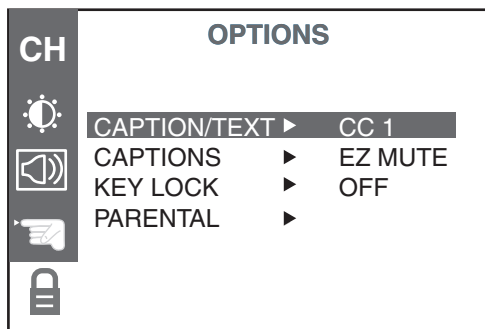 CH
OPTIONS
CAPTION/TEXT ▶ CC 1
CAPTIONS ▶ EZ MUTE
KEY LOCK ▶ OFF
PARENTAL ▶